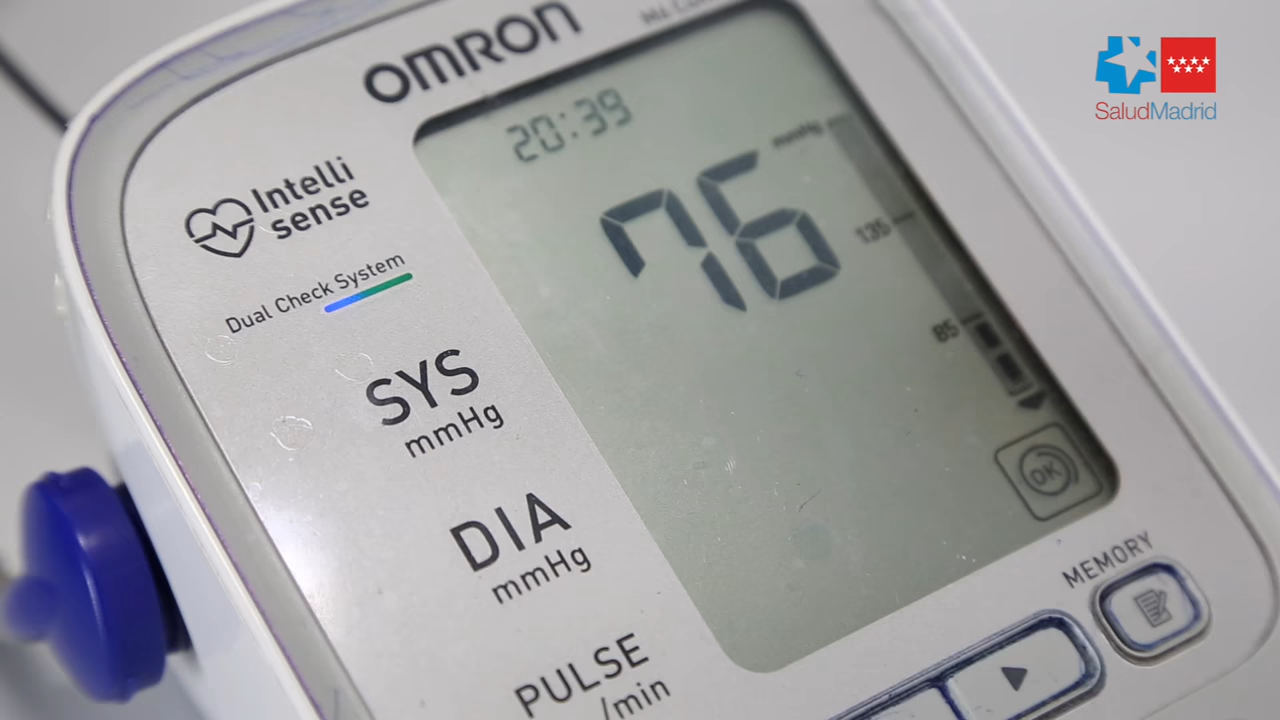 OMRON
20:39
mmHg
76
Intelli
sense
135
Dual Check System
85
SYS
mmHg
OK
DIA
mmHg
MEMORY
PULSE
/min
SaludMadrid